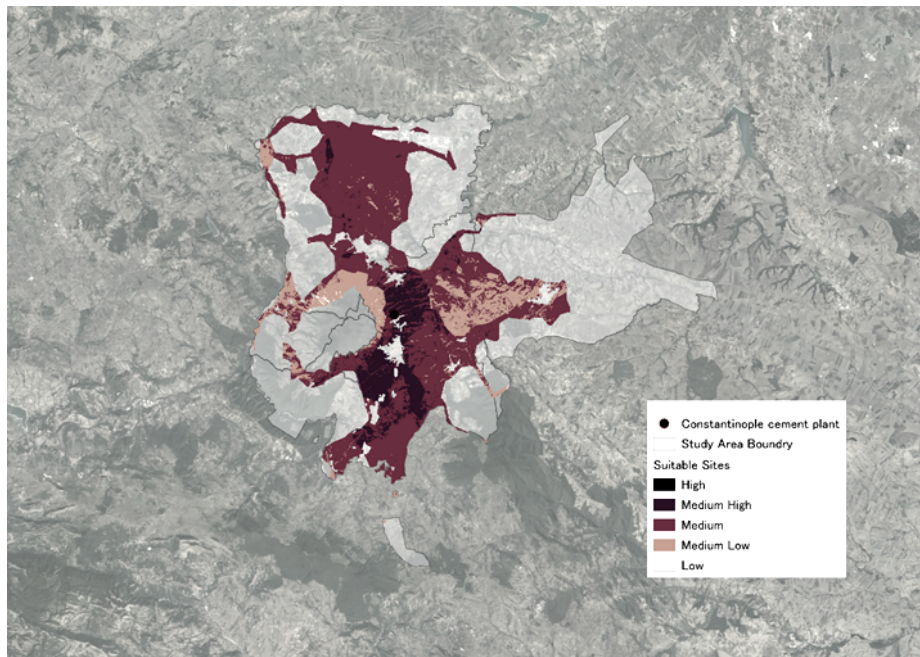 Constantinople cement plant
Study Area Boundry
Suitable Sites
High
Medium High
Medium
Medium Low
Low